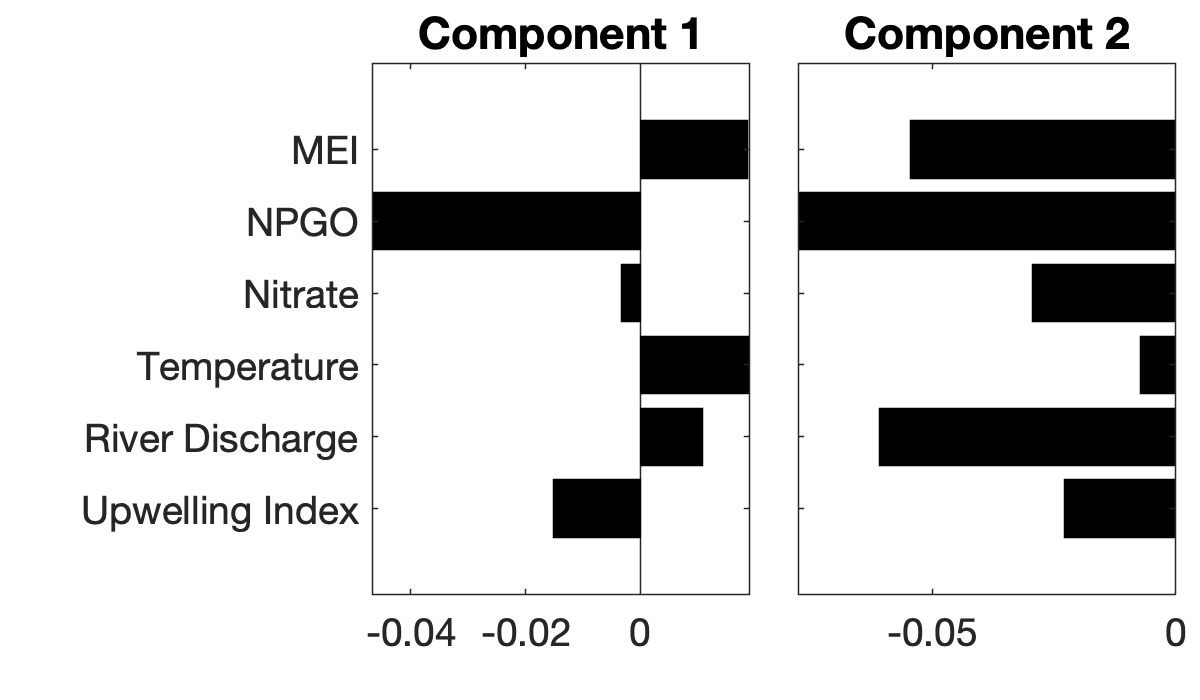 Component 1
Component 2
MEI
NPGO
Nitrate
Temperature
River Discharge
Upwelling Index
-0.04 -0.02 0
-0.05 0